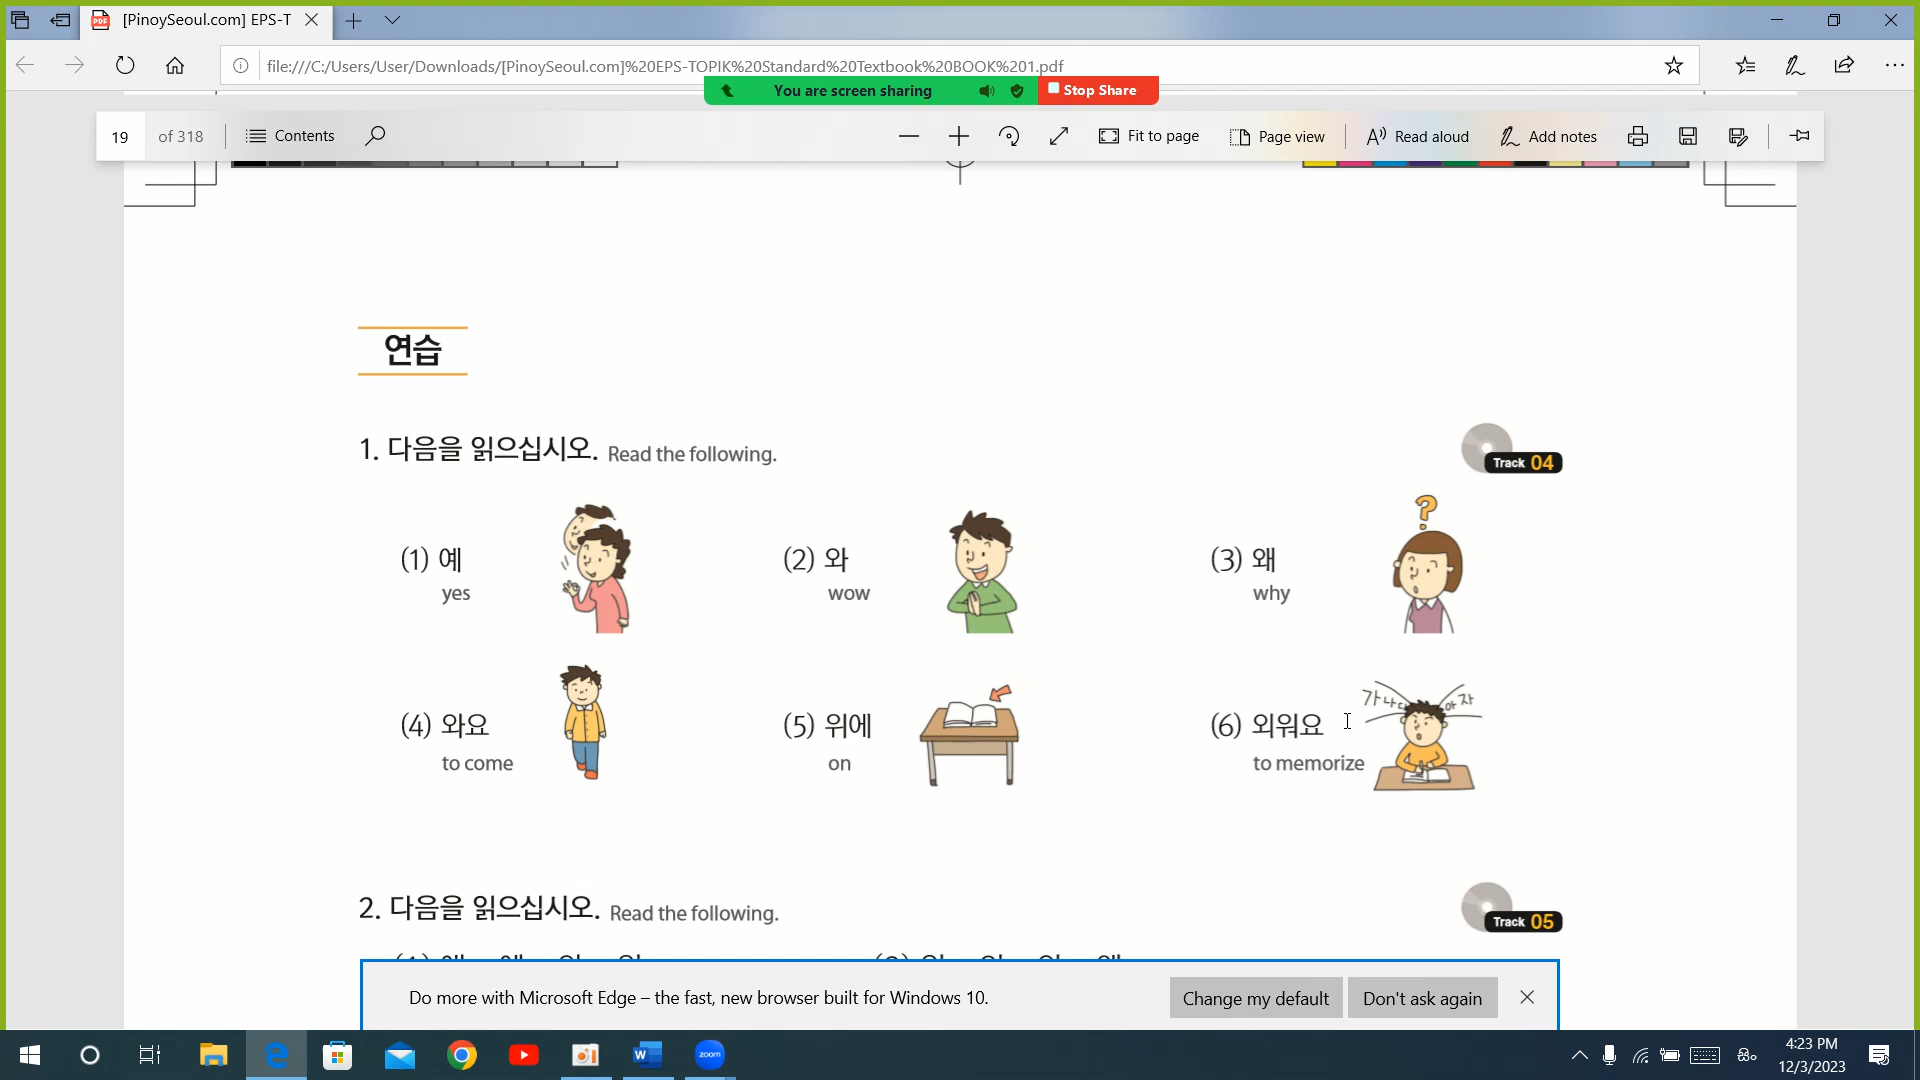 [PinoySeoul.com] EPS-T
file:///C:/Users/User/Downloads/[PinoySeoul.com]%20EPS-TOPIK%20Standard%20Textbook%20BOOK%201.pdf
You are screen sharing
Stop Share
19 of 318
Contents
Fit to page
Page view
Read aloud
Add notes
연습
1. 다음을 읽으십시오. Read the following.
Track 04
(1) 예 (2) 와 (3) 왜
yes wow why
?
가 나 다 아 자
(4) 와요 (5) 위에 (6) 외워요
to come on to memorize
2. 다음을 읽으십시오. Read the following.
Track 05
Do more with Microsoft Edge – the fast, new browser built for Windows 10.
Change my default
Don't ask again
zoom
4:23 PM
12/3/2023